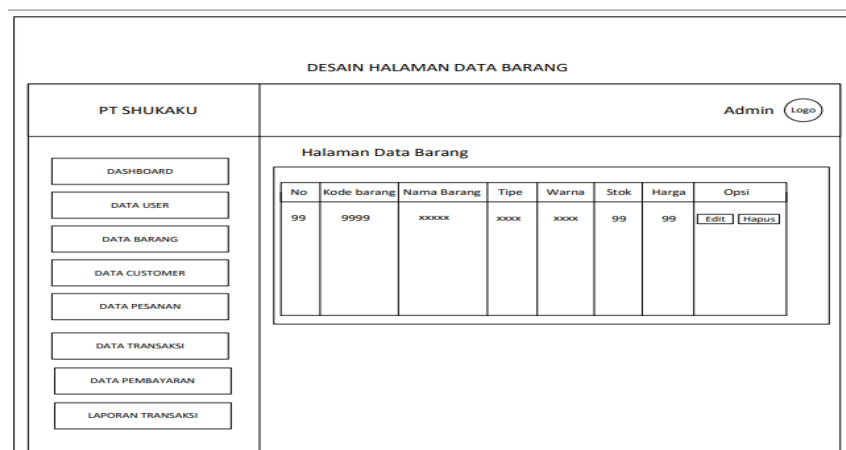 DESAIN HALAMAN DATA BARANG
PT SHUKAKU
Admin Logo
DASHBOARD
DATA USER
DATA BARANG
DATA CUSTOMER
DATA PESANAN
DATA TRANSAKSI
DATA PEMBAYARAN
LAPORAN TRANSAKSI
Halaman Data Barang
No Kode barang Nama Barang Tipe Warna Stok Harga Opsi
99 9999 xxxxx xxxx xxxx 99 99 Edit Hapus